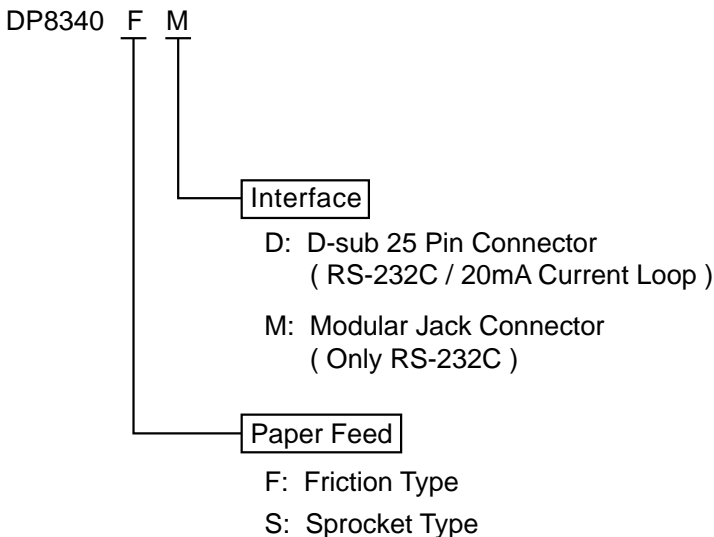 DP8340 F M
Interface
D: D-sub 25 Pin Connector
( RS-232C / 20mA Current Loop )
M: Modular Jack Connector
( Only RS-232C )
Paper Feed
F: Friction Type
S: Sprocket Type